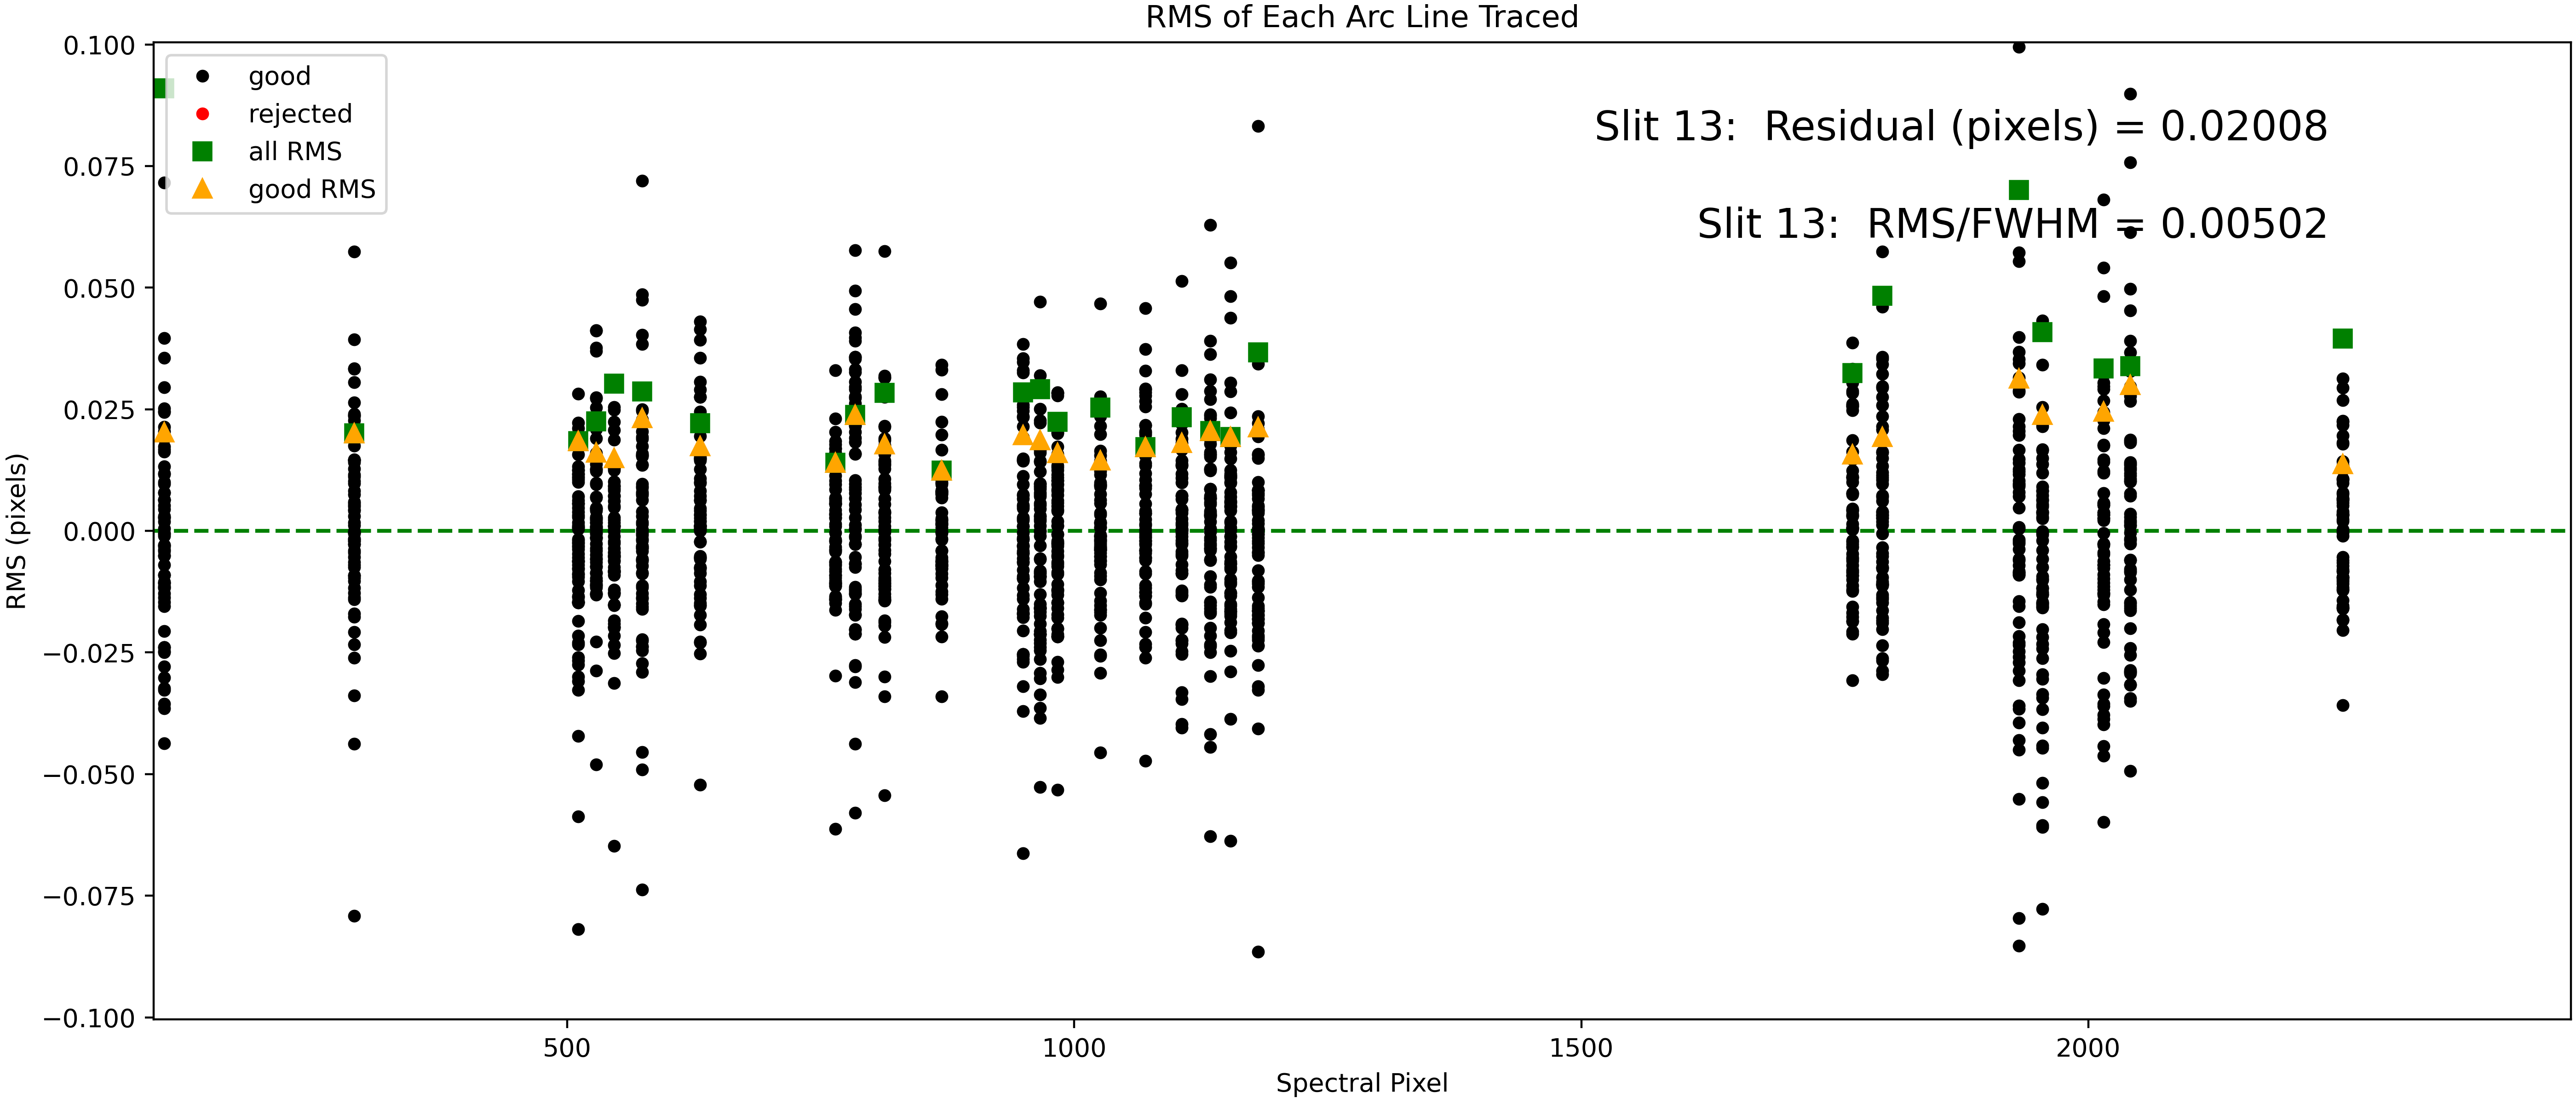 RMS of Each Arc Line Traced
0.100
0.075
0.050
0.025
0.000
−0.025
−0.050
−0.075
−0.100
RMS (pixels)
good
rejected
all RMS
good RMS
Slit 13:  Residual (pixels) = 0.02008
Slit 13:  RMS/FWHM = 0.00502
500
1000
1500
2000
Spectral Pixel